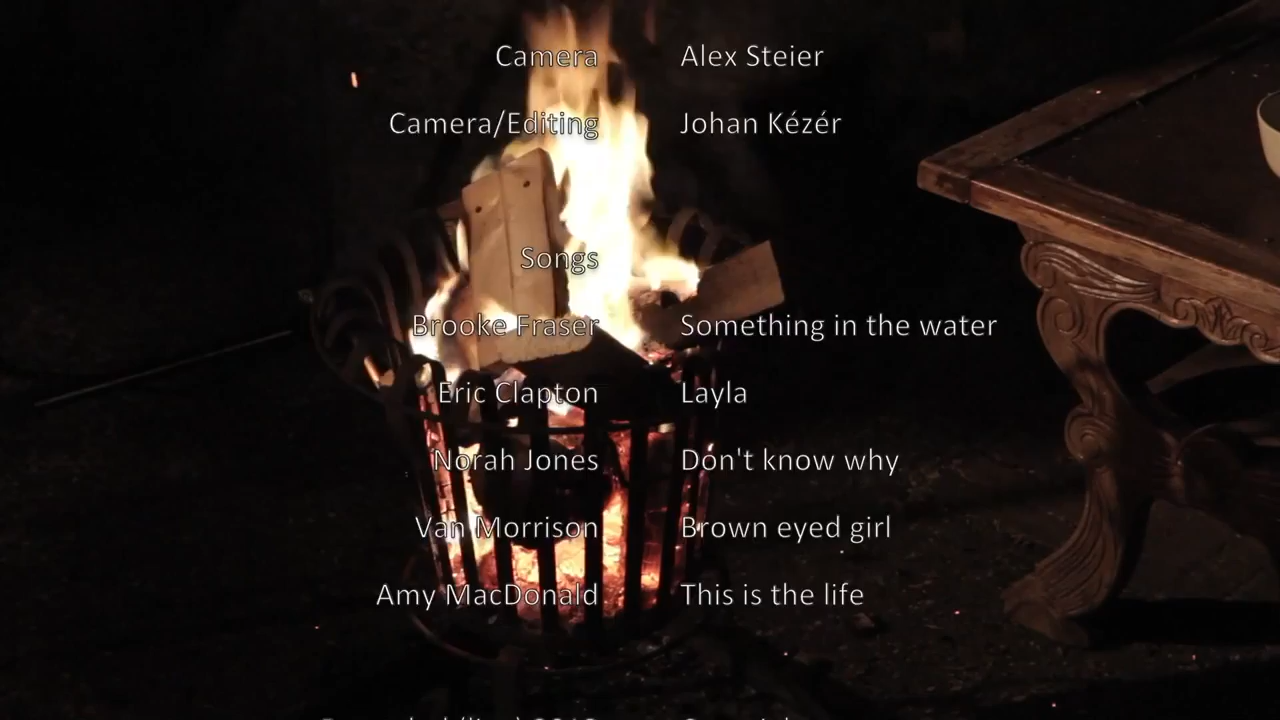 Camera Alex Steier
Camera/Editing Johan Kézér
Songs
Brooke Fraser Something in the water
Eric Clapton Layla
Norah Jones Don't know why
Van Morrison Brown eyed girl
Amy MacDonald This is the life